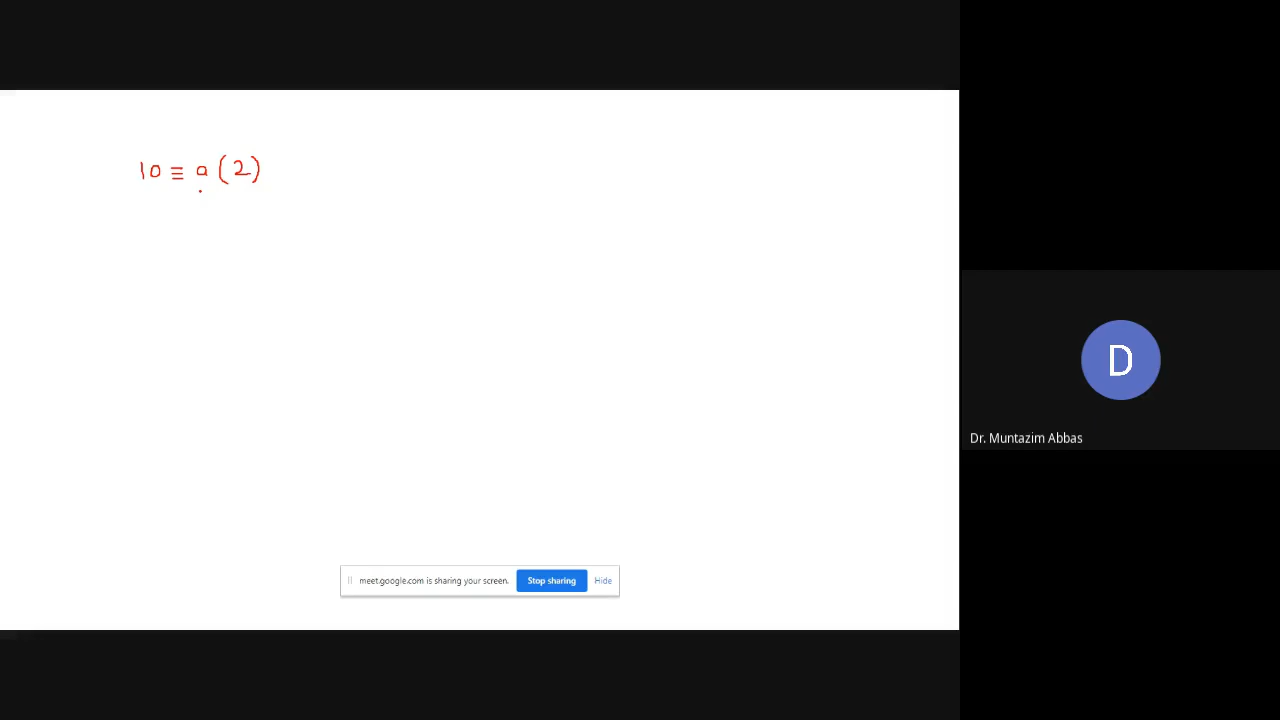 10 ≡ a (2)
meet.google.com is sharing your screen. Stop sharing Hide
D
Dr. Muntazim Abbas